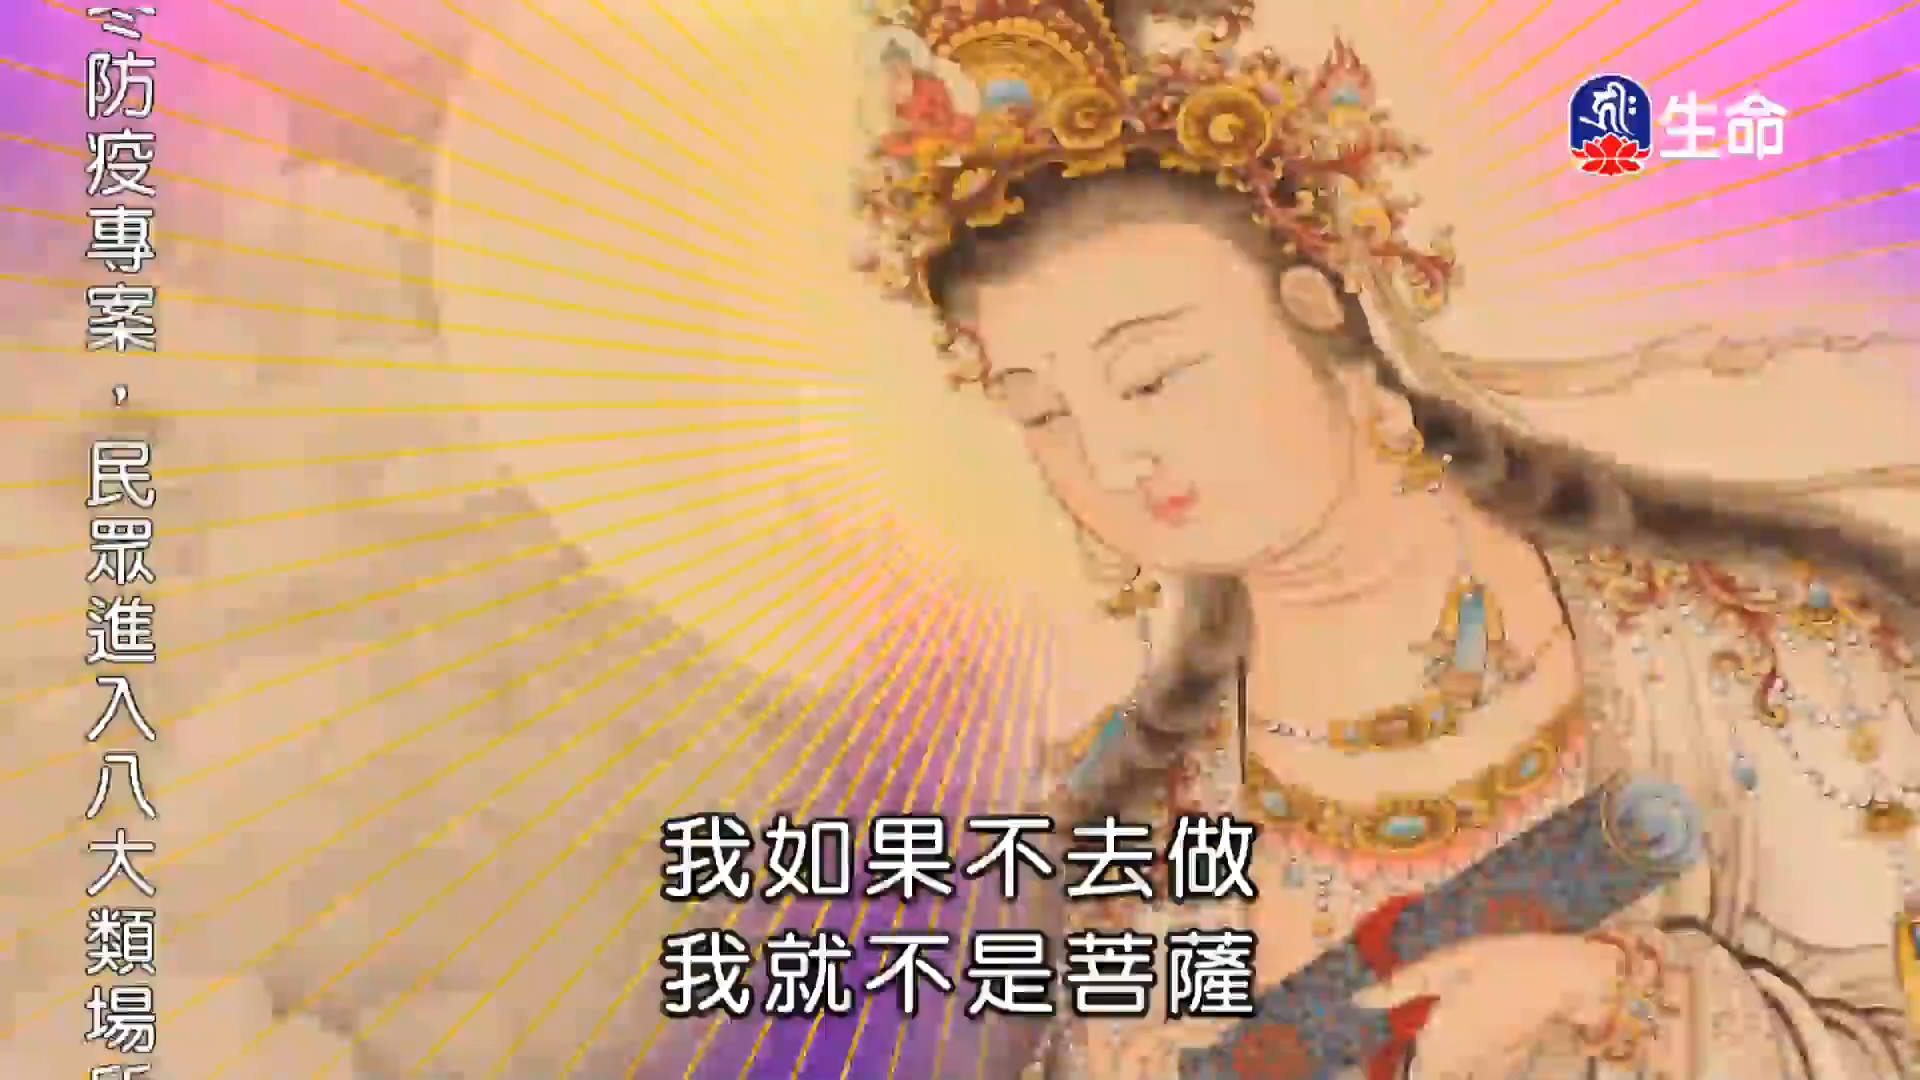 防疫專案，民眾進入八大類場
生命
我如果不去做
我就不是菩薩